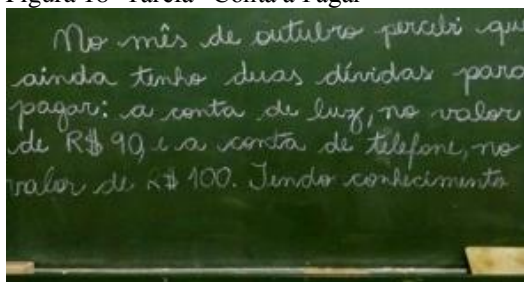 Figura 18 "Tarefa "Conta a Pagar"
No mês de outubro percebi que
ainda tenho duas dívidas para
pagar: a conta de luz, no valor
de R$ 90, e a conta de telefone, no
valor de R$ 100. Tendo conhecimento